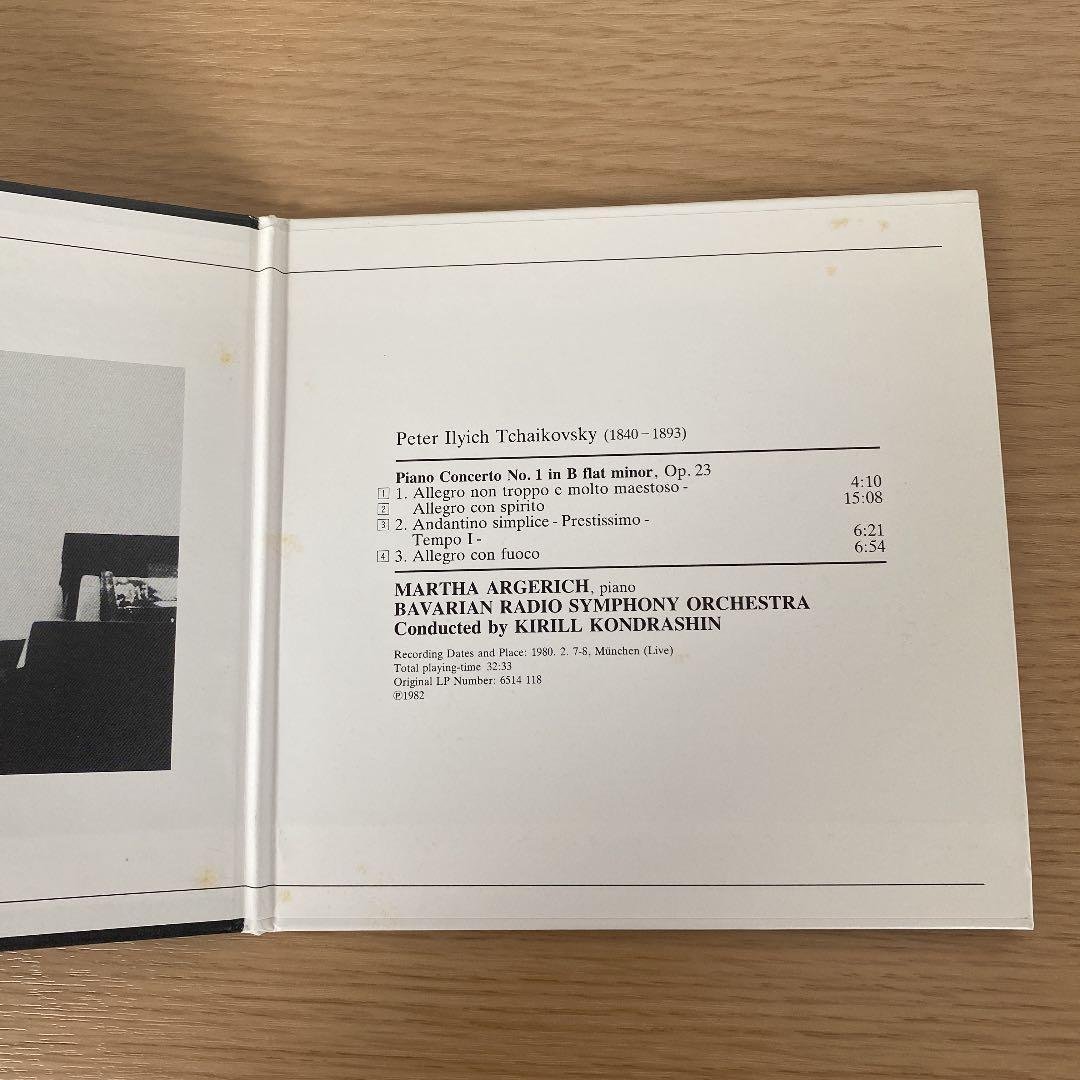 Peter Ilyich Tchaikovsky (1840–1893)
Piano Concerto No. 1 in B flat minor, Op. 23
1 1. Allegro non troppo e molto maestoso - 4:10
2 Allegro con spirito 15:08
3 2. Andantino simplice - Prestissimo -
Tempo I - 6:21
4 3. Allegro con fuoco 6:54
MARTHA ARGERICH, piano
BAVARIAN RADIO SYMPHONY ORCHESTRA
Conducted by KIRILL KONDRASHIN
Recording Dates and Place: 1980. 2. 7-8, München (Live)
Total playing-time 32:33
Original LP Number: 6514 118
℗1982